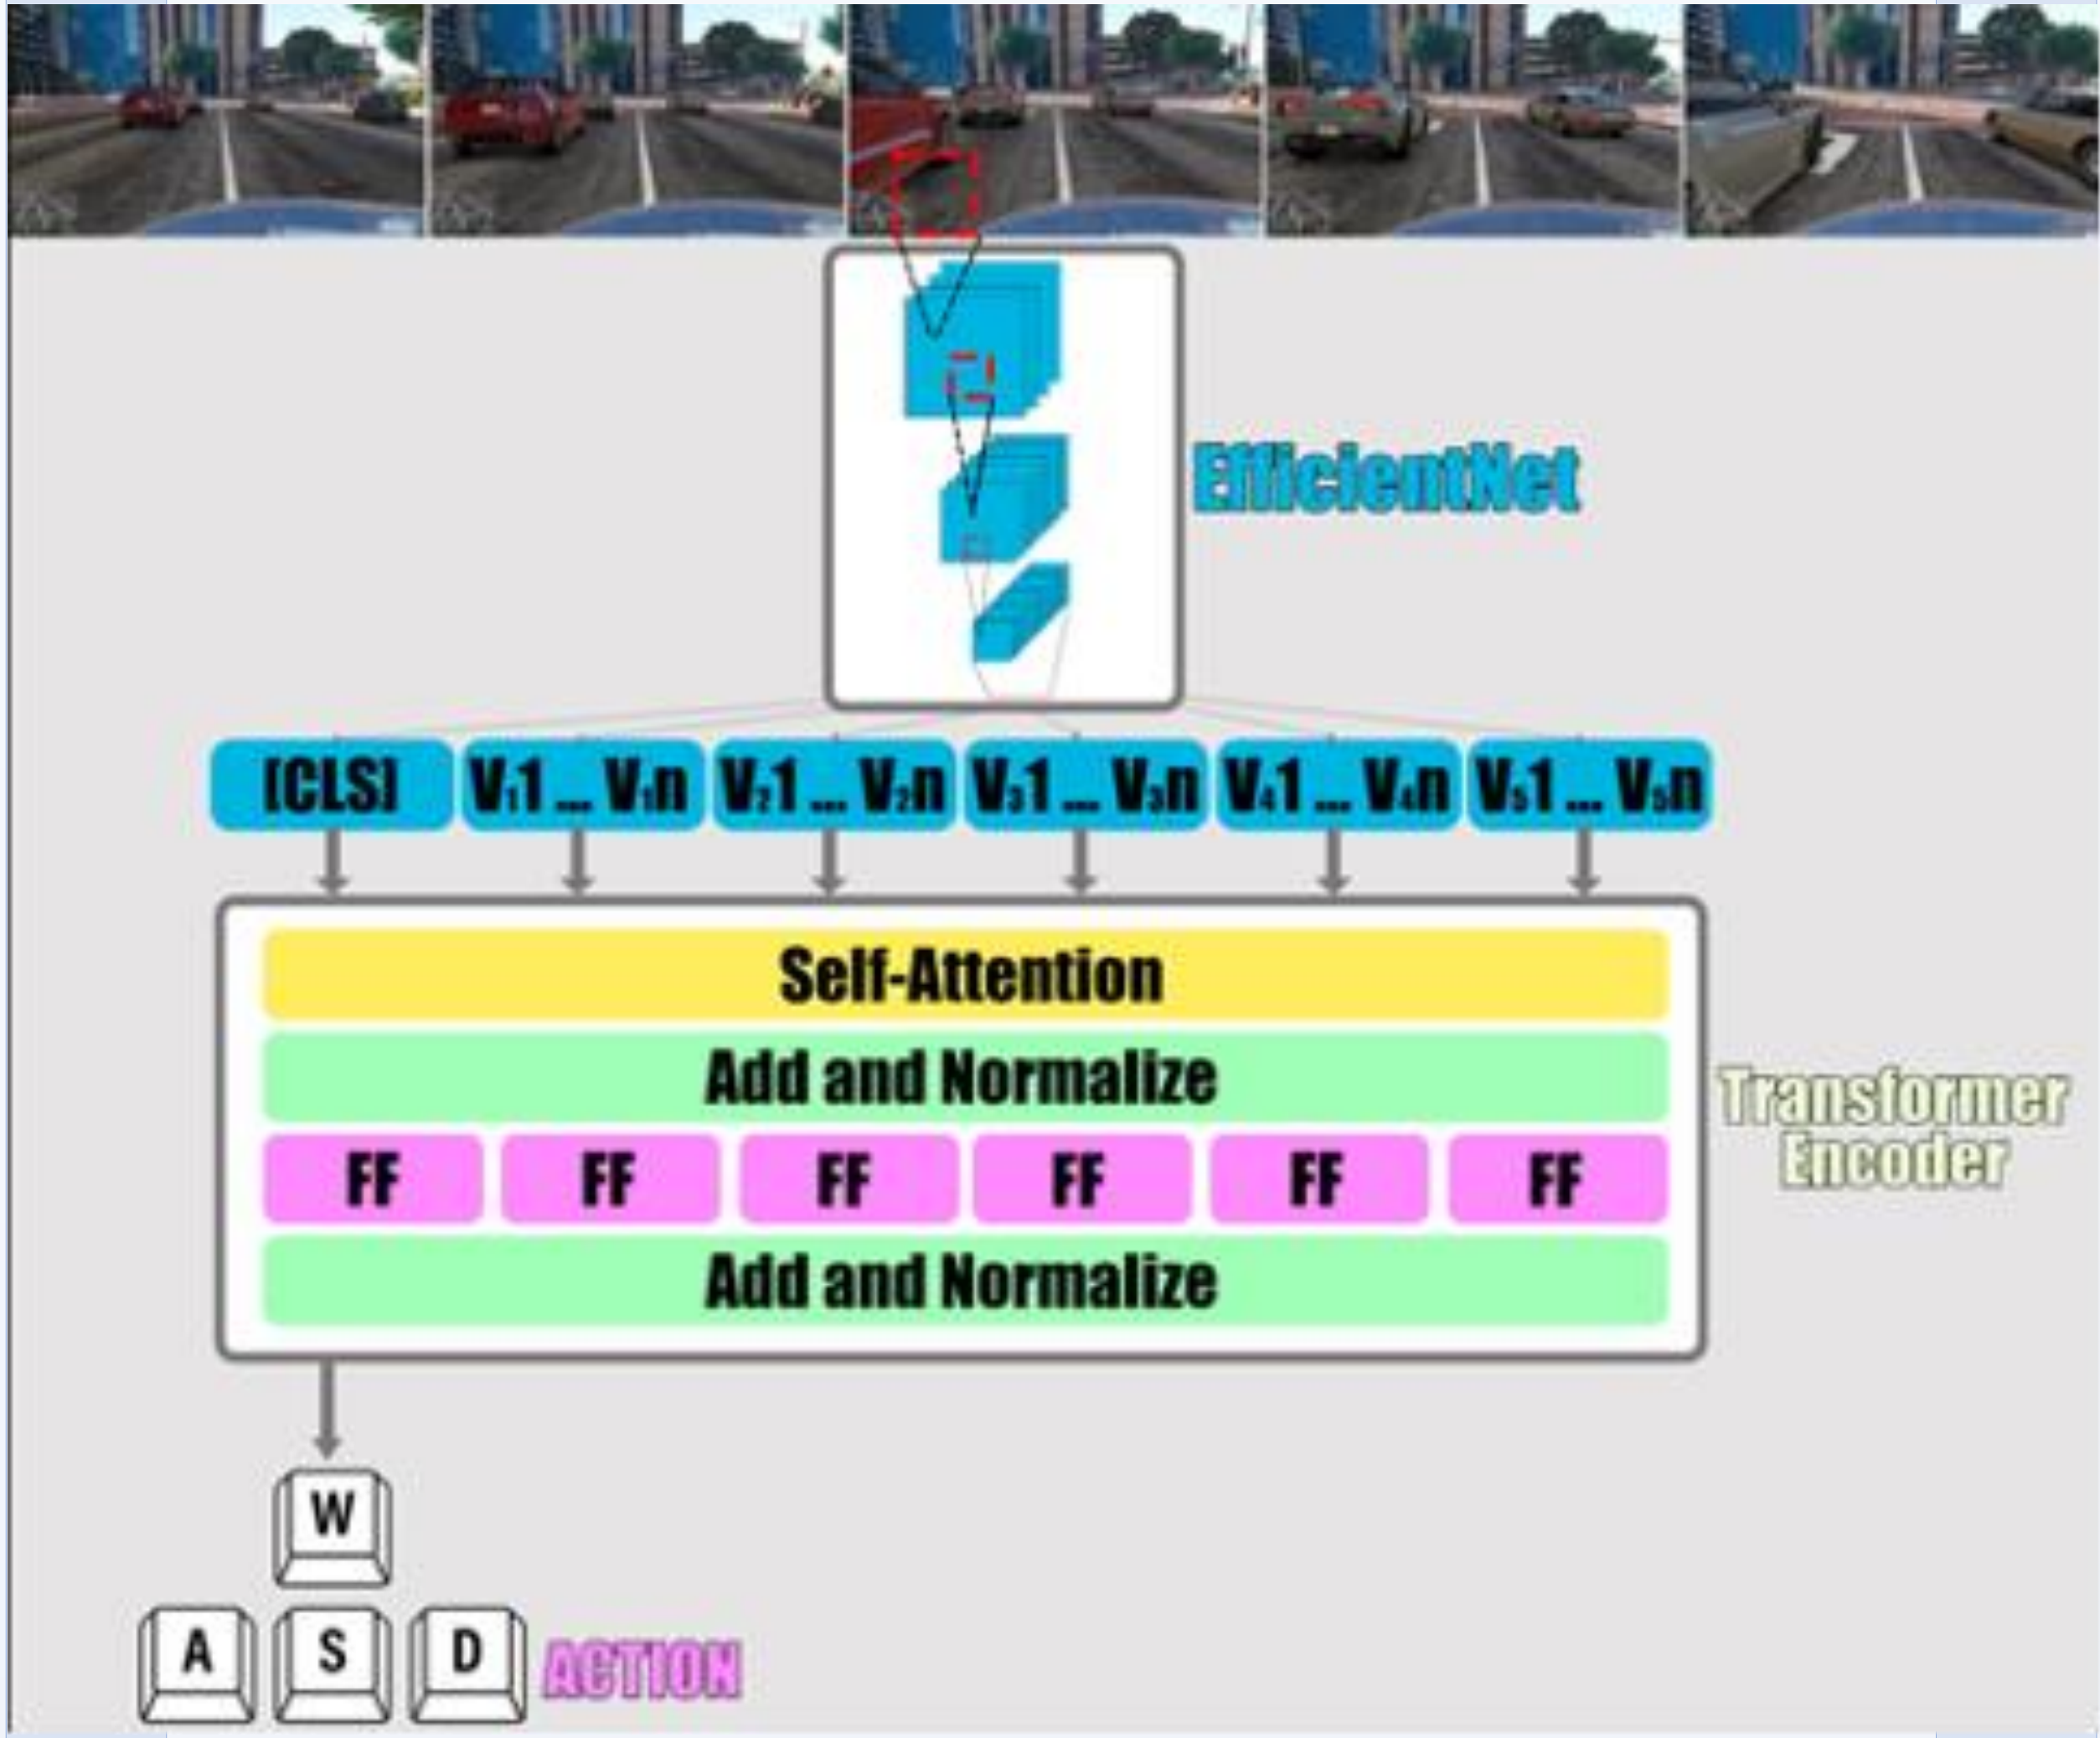 EfficientNet
[CLS] V₁1 ... V₁n V₂1 ... V₂n V₃1 ... V₃n V₄1 ... V₄n V₅1 ... V₅n
Self-Attention
Add and Normalize
Transformer
Encoder
FF FF FF FF FF FF
Add and Normalize
W
A S D ACTION